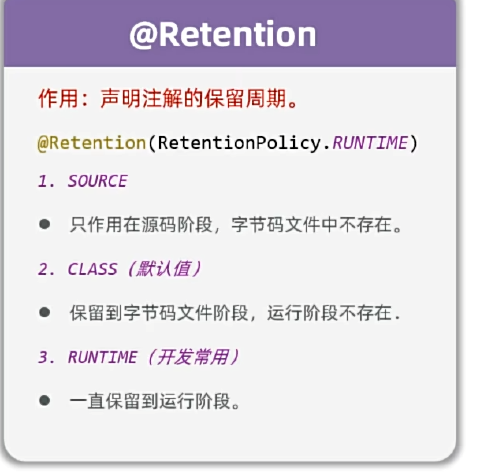 @Retention
作用：声明注解的保留周期。
@Retention(RetentionPolicy.RUNTIME)
1. SOURCE
● 只作用在源码阶段，字节码文件中不存在。
2. CLASS（默认值）
● 保留到字节码文件阶段，运行阶段不存在.
3. RUNTIME（开发常用）
● 一直保留到运行阶段。